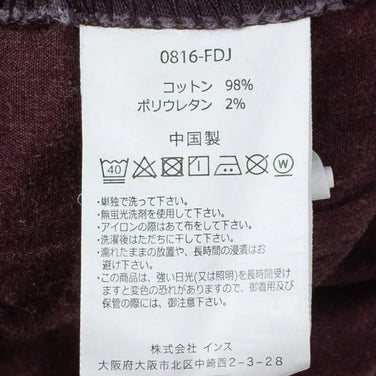 0816-FDJ
コットン 98%
ポリウレタン 2%
中国製
40 W
・単独で洗って下さい。
・無蛍光洗剤を使用して下さい。
・アイロンの際はあて布をして下さい。
・洗濯後はただちに干して下さい。
・濡れたままの放置や、長時間の浸漬はお
避け下さい。
・この商品は、強い日光(又は照明)を長時間受け
ますと変色の恐れがありますので、御着用及び
保管の際には、御注意下さい。
株式会社 インス
大阪府大阪市北区中崎西2-3-28